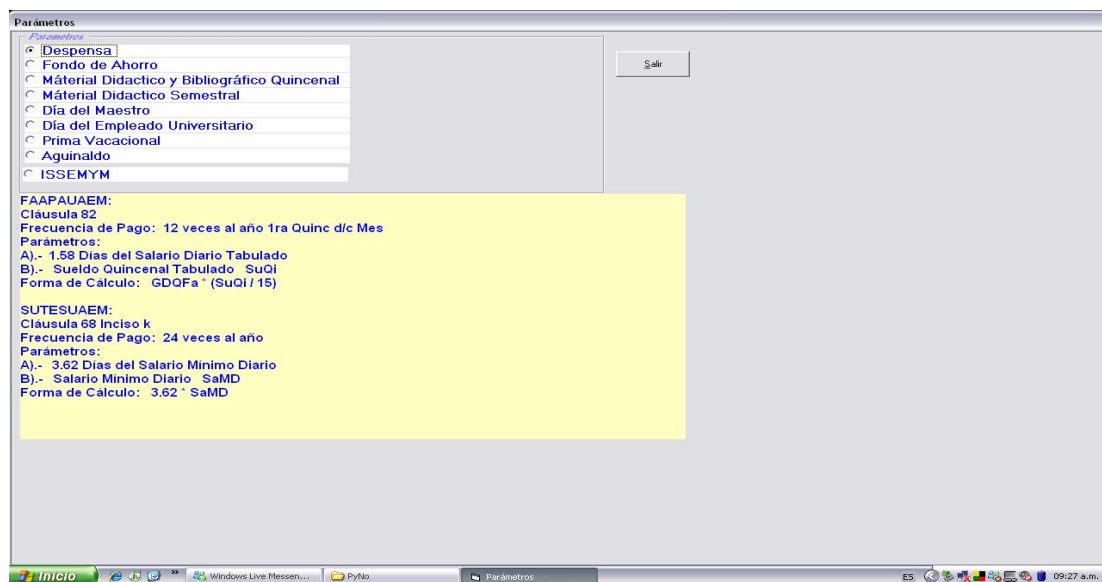 Parámetros
Parametros
Despensa
Fondo de Ahorro
Máterial Didactico y Bibliográfico Quincenal
Máterial Didactico Semestral
Día del Maestro
Día del Empleado Universitario
Prima Vacacional
Aguinaldo
ISSEMYM
Salir
FAAPAUAEM:
Cláusula 82
Frecuencia de Pago: 12 veces al año 1ra Quinc d/c Mes
Parámetros:
A).- 1.58 Días del Salario Diario Tabulado
B).- Sueldo Quincenal Tabulado SuQi
Forma de Cálculo: GDQFa * (SuQi / 15)
SUTESUAEM:
Cláusula 68 Inciso k
Frecuencia de Pago: 24 veces al año
Parámetros:
A).- 3.62 Días del Salario Mínimo Diario
B).- Salario Mínimo Diario SaMD
Forma de Cálculo: 3.62 * SaMD
Inicio
Windows Live Messen...
PyNo
Parámetros
ES
09:27 a.m.